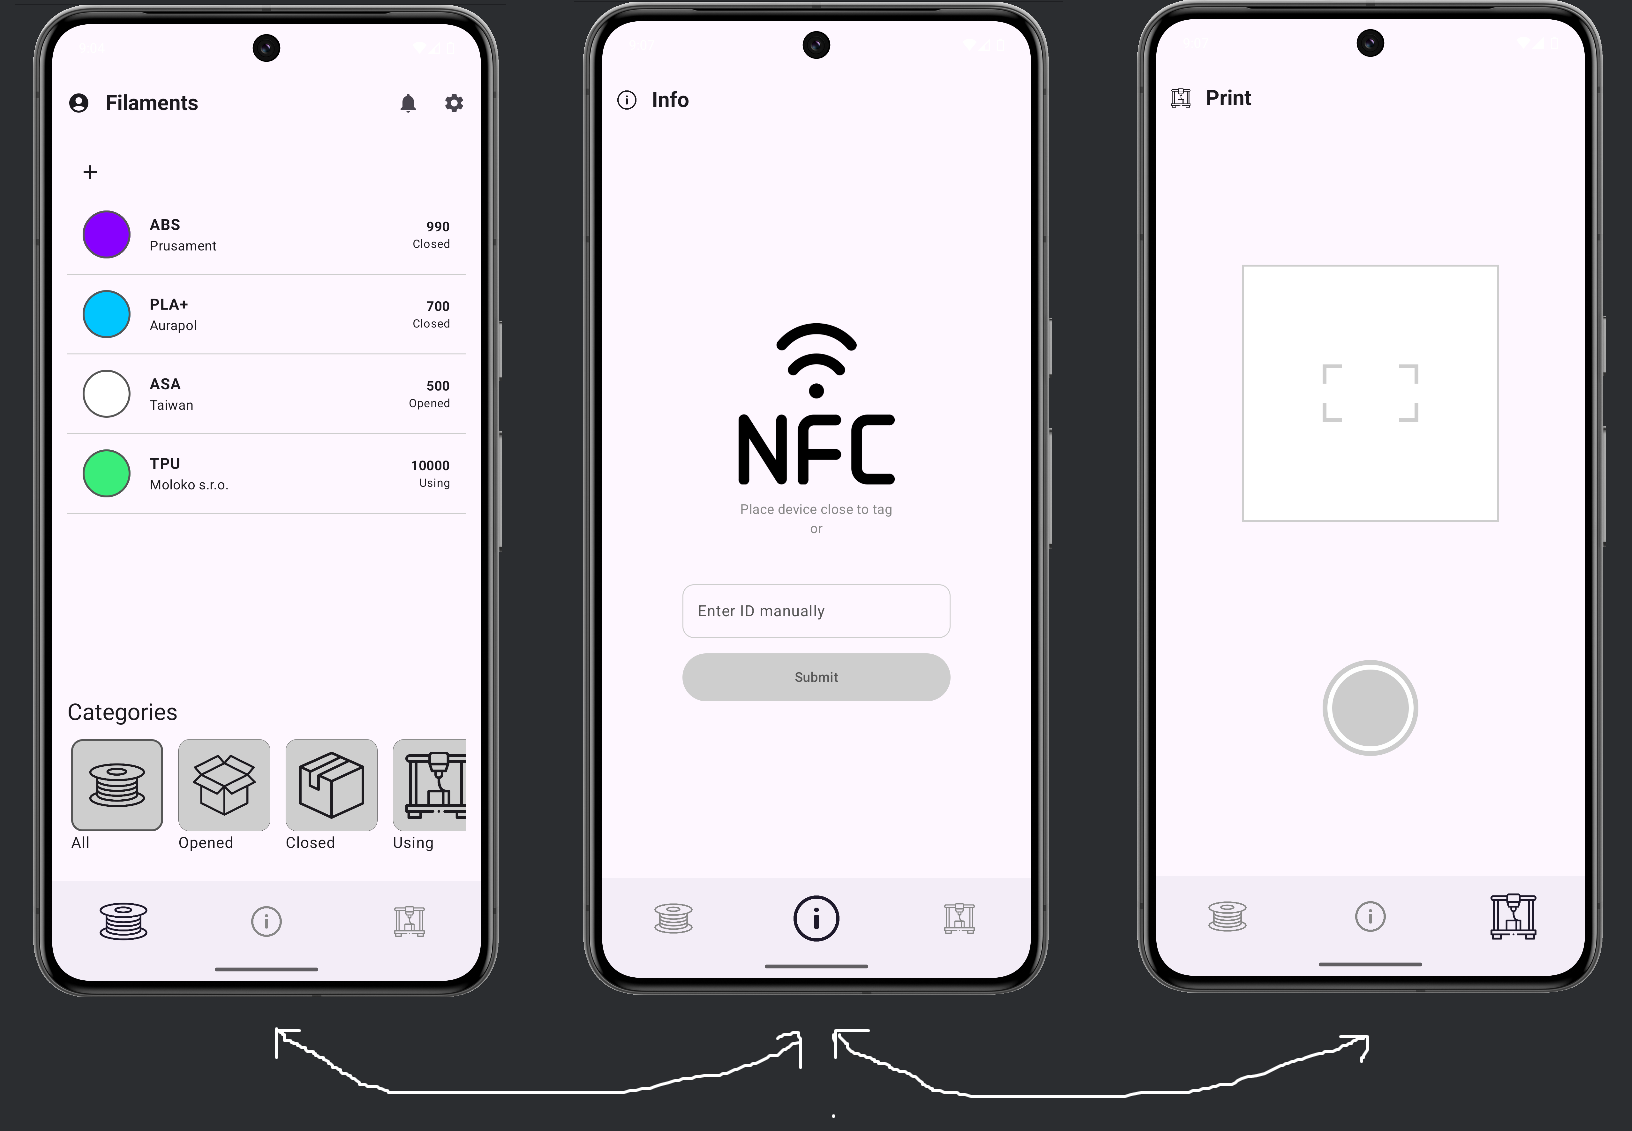 Filaments
+
ABS
Prusament
990
Closed
PLA+
Aurapol
700
Closed
ASA
Taiwan
500
Opened
TPU
Moloko s.r.o.
10000
Using
Categories
All
Opened
Closed
Using
Info
NFC
Place device close to tag
or
Enter ID manually
Submit
Print